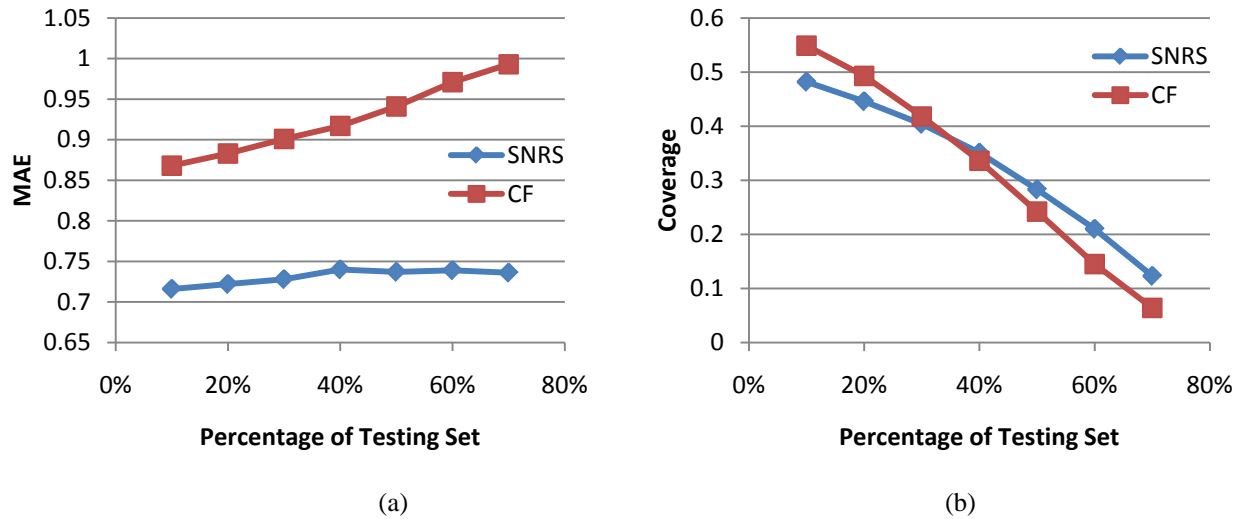 1.05
1
0.95
0.9
0.85
0.8
0.75
0.7
0.65
MAE
SNRS
CF
0% 20% 40% 60% 80%
Percentage of Testing Set
(a)
0.6
0.5
0.4
0.3
0.2
0.1
0
Coverage
SNRS
CF
0% 20% 40% 60% 80%
Percentage of Testing Set
(b)